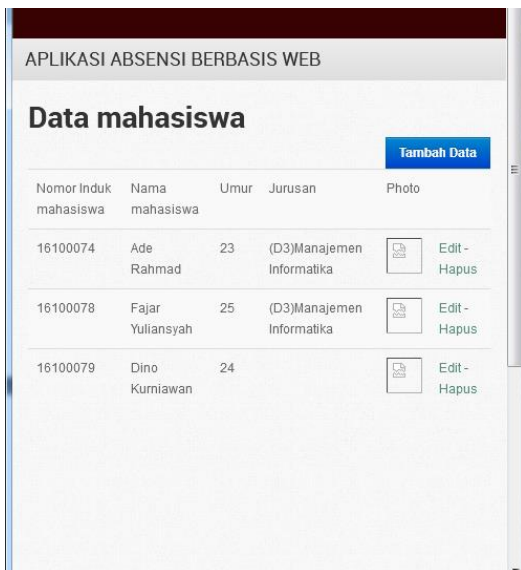 APLIKASI ABSENSI BERBASIS WEB
Data mahasiswa
Tambah Data
Nomor Induk mahasiswa Nama mahasiswa Umur Jurusan Photo
16100074 Ade Rahmad 23 (D3)Manajemen Informatika Edit - Hapus
16100078 Fajar Yuliansyah 25 (D3)Manajemen Informatika Edit - Hapus
16100079 Dino Kurniawan 24 Edit - Hapus